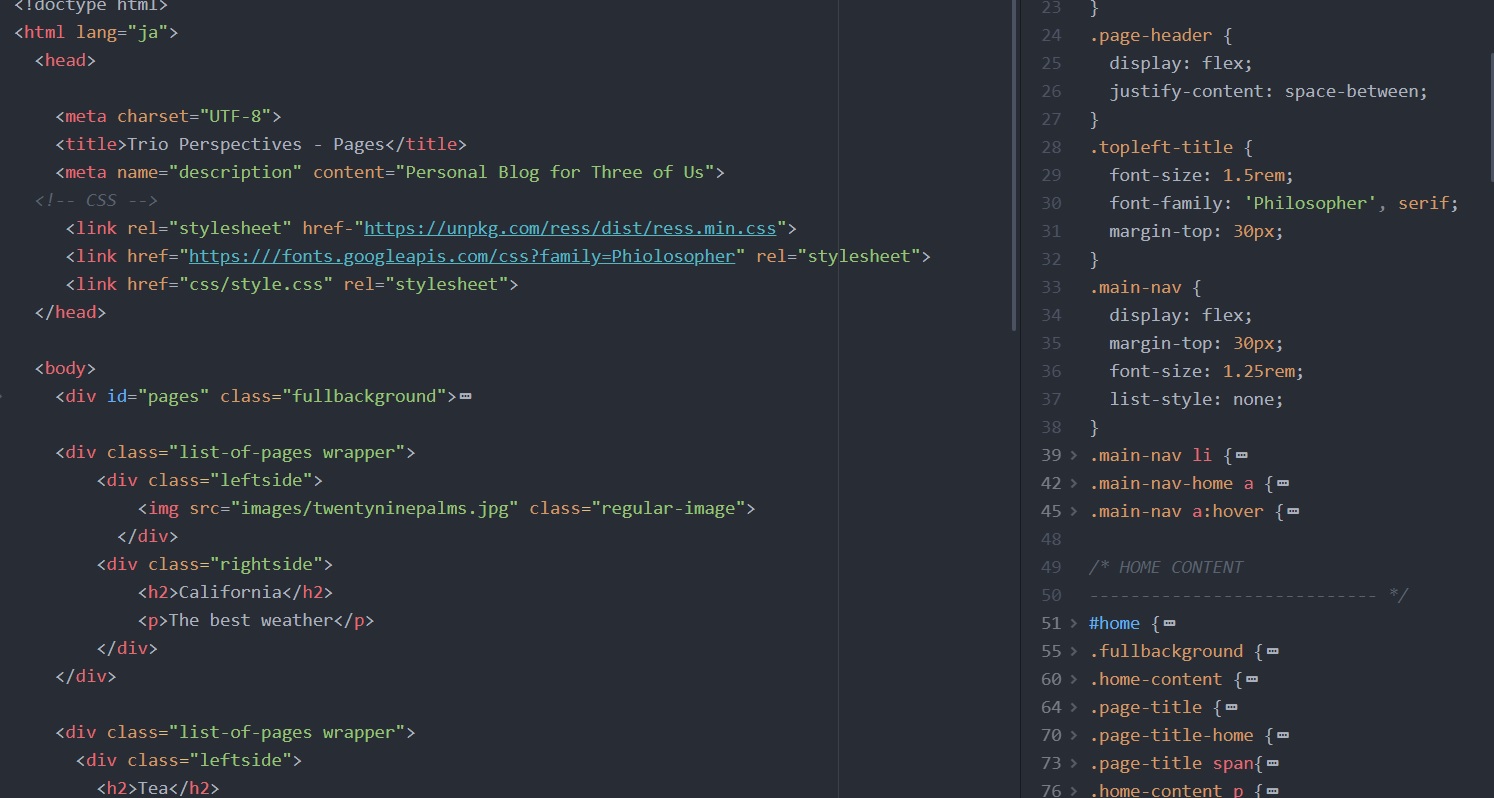 <!doctype html>
<html lang="ja">
<head>
<meta charset="UTF-8">
<title>Trio Perspectives - Pages</title>
<meta name="description" content="Personal Blog for Three of Us">
<!-- CSS -->
<link rel="stylesheet" href-"https://unpkg.com/ress/dist/ress.min.css">
<link href="https:///fonts.googleapis.com/css?family=Phiolosopher" rel="stylesheet">
<link href="css/style.css" rel="stylesheet">
</head>
<body>
<div id="pages" class="fullbackground">
<div class="list-of-pages wrapper">
<div class="leftside">
<img src="images/twentyninepalms.jpg" class="regular-image">
</div>
<div class="rightside">
<h2>California</h2>
<p>The best weather</p>
</div>
</div>
<div class="list-of-pages wrapper">
<div class="leftside">
<h2>Tea</h2>
23 }
24 .page-header {
25 display: flex;
26 justify-content: space-between;
27 }
28 .topleft-title {
29 font-size: 1.5rem;
30 font-family: 'Philosopher', serif;
31 margin-top: 30px;
32 }
33 .main-nav {
34 display: flex;
35 margin-top: 30px;
36 font-size: 1.25rem;
37 list-style: none;
38 }
39 .main-nav li {
42 .main-nav-home a {
45 .main-nav a:hover {
48
49 /* HOME CONTENT
50 ---------------------------- */
51 #home {
55 .fullbackground {
60 .home-content {
64 .page-title {
70 .page-title-home {
73 .page-title span{
76 .home-content p {